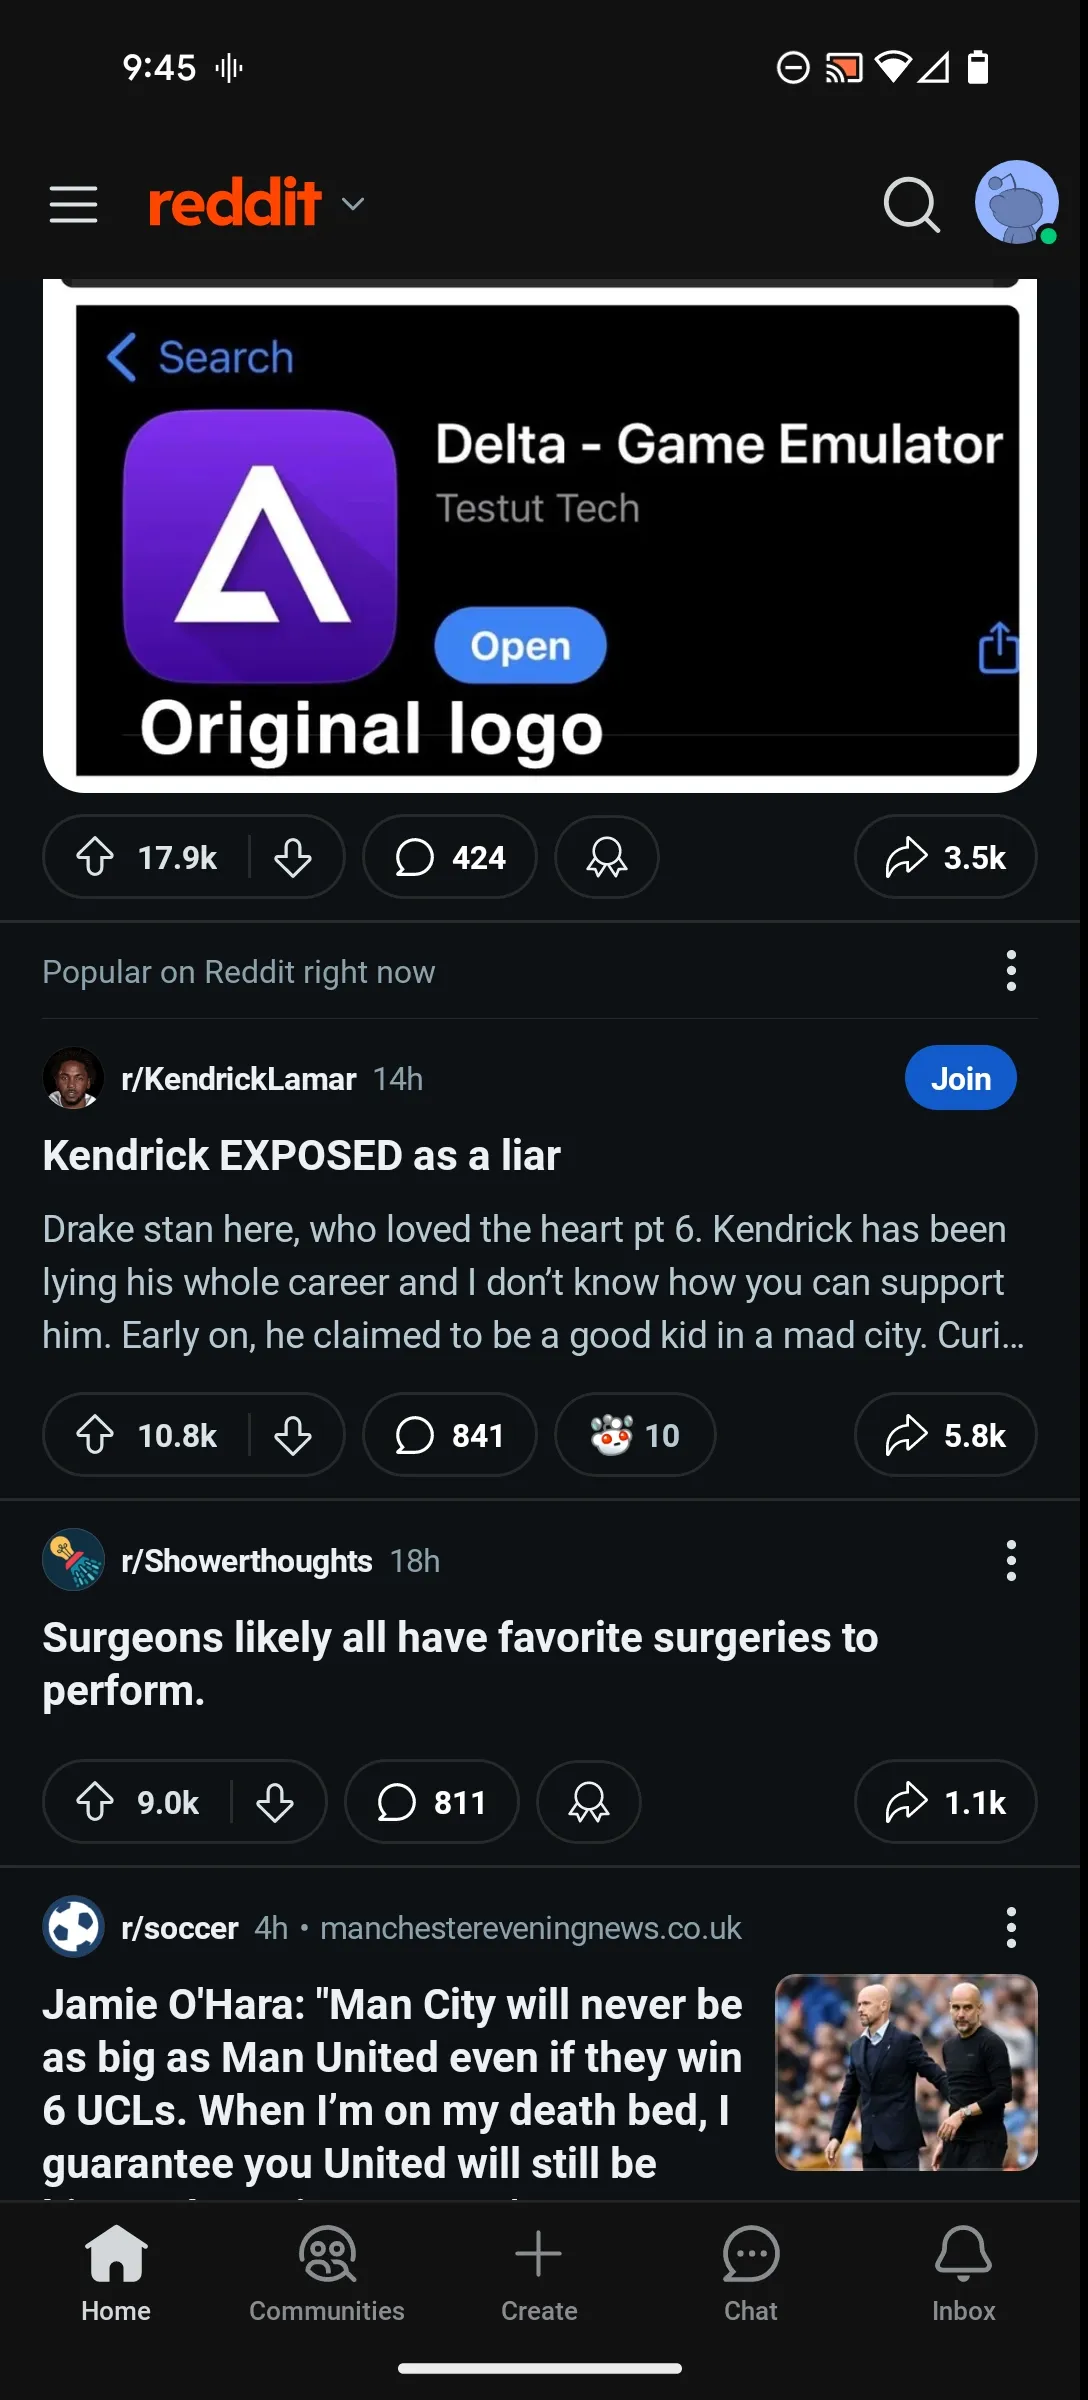 9:45
reddit
Search
Delta - Game Emulator
Testut Tech
Open
Original logo
17.9k
424
3.5k
Popular on Reddit right now
r/KendrickLamar 14h
Join
Kendrick EXPOSED as a liar
Drake stan here, who loved the heart pt 6. Kendrick has been
lying his whole career and I don’t know how you can support
him. Early on, he claimed to be a good kid in a mad city. Curi...
10.8k
841
10
5.8k
r/Showerthoughts 18h
Surgeons likely all have favorite surgeries to
perform.
9.0k
811
1.1k
r/soccer 4h • manchestereveningnews.co.uk
Jamie O'Hara: "Man City will never be
as big as Man United even if they win
6 UCLs. When I’m on my death bed, I
guarantee you United will still be
Home
Communities
Create
Chat
Inbox